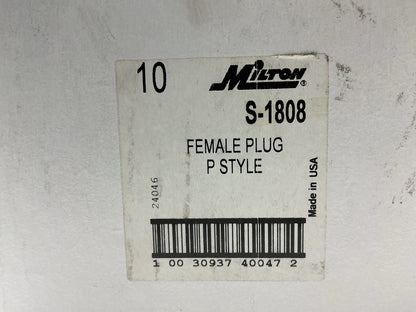 10
MILTON®
S-1808
FEMALE PLUG
P STYLE
24046
Made in USA
1 00 30937 40047 2